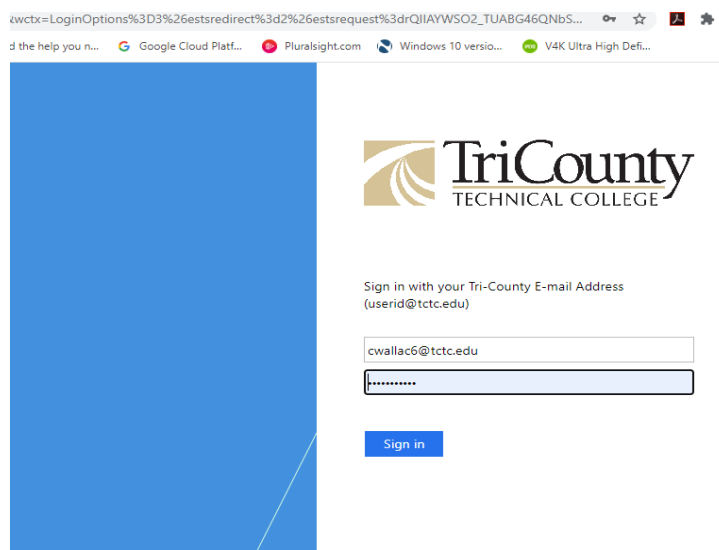 &wctx=LoginOptions%3D3%26estsredirect%3d2%26estsrequest%3drQIIAYWSO2_TUABG46QNbS...
d the help you n... Google Cloud Platf... Pluralsight.com Windows 10 versio... V4K Ultra High Defi...
TriCounty
TECHNICAL COLLEGE
Sign in with your Tri-County E-mail Address
(userid@tctc.edu)
cwallac6@tctc.edu
•••••••••••
Sign in